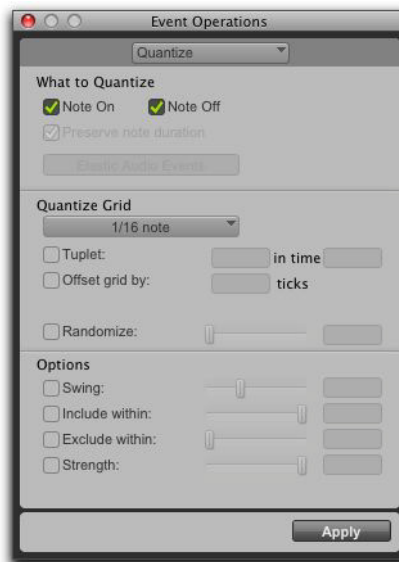 Event Operations
Quantize
What to Quantize
Note On Note Off
Preserve note duration
Elastic Audio Events
Quantize Grid
1/16 note
Tuplet: in time
Offset grid by: ticks
Randomize:
Options
Swing:
Include within:
Exclude within:
Strength:
Apply